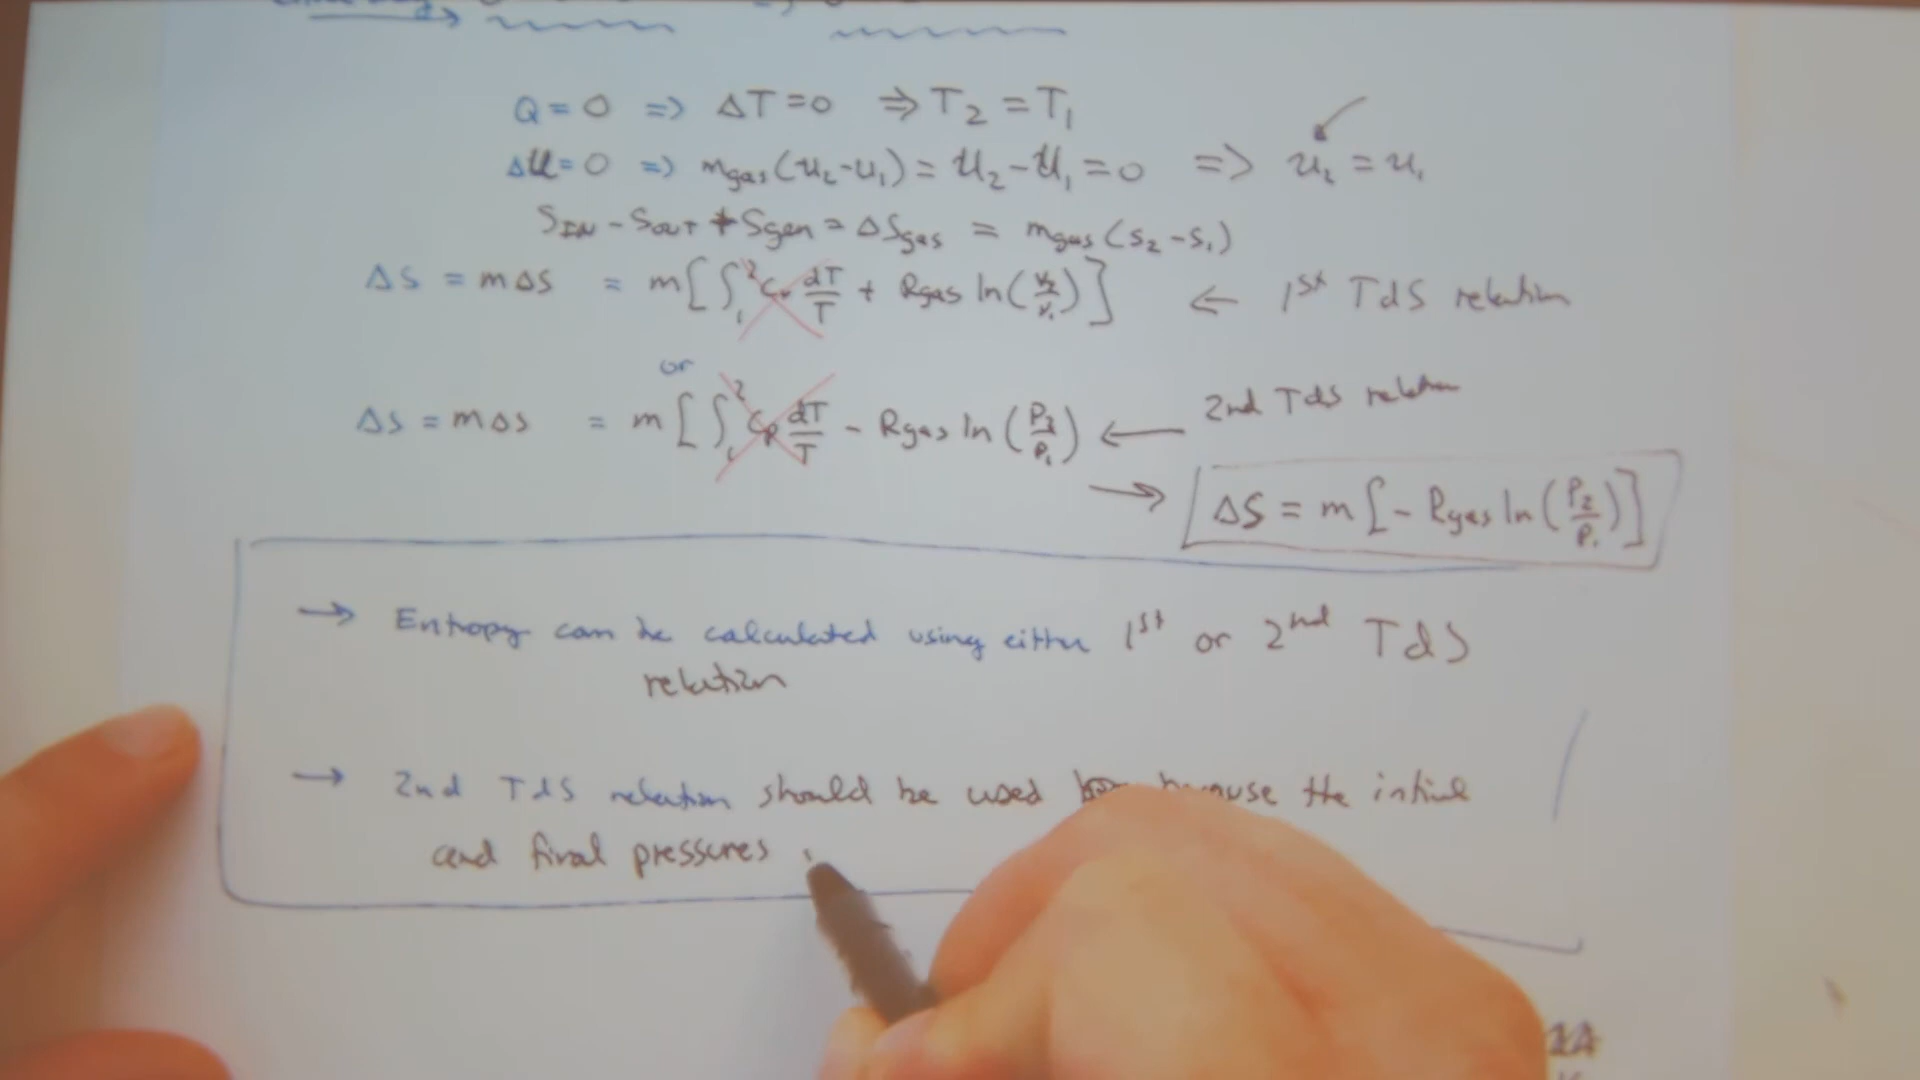 Q = 0 => ΔT = 0 => T₂ = T₁
ΔU = 0 => mgas(u₂-u₁) = U₂ - U₁ = 0 => u₂ = u₁
SIN - SOUT + Sgen = ΔSgas = mgas(s₂-s₁)
ΔS = mΔs = m[∫₁² Cv dT/T + Rgas ln(v₂/v₁)] ← 1st TdS relation
or
ΔS = mΔs = m[∫₁² Cp dT/T - Rgas ln(P₂/P₁)] ← 2nd TdS relation
→ ΔS = m[- Rgas ln(P₂/P₁)]
→ Entropy can be calculated using either 1st or 2nd TdS
relation
→ 2nd TdS relation should be used because the initial
and final pressures